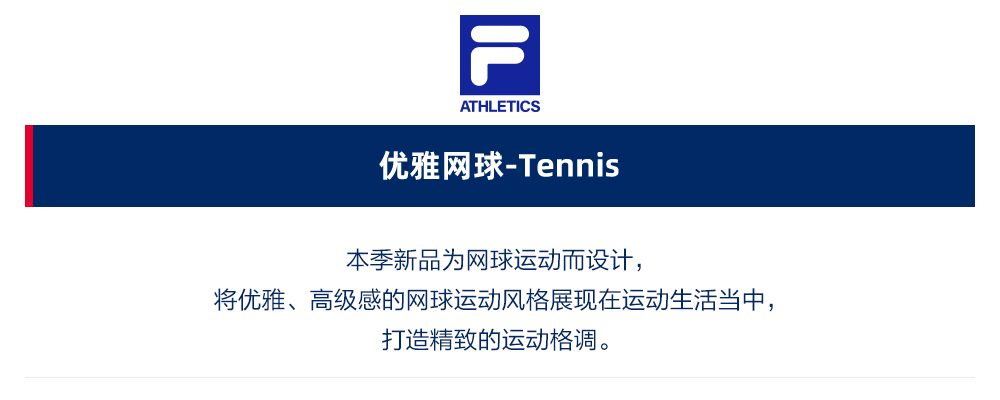 F
ATHLETICS
优雅网球-Tennis
本季新品为网球运动而设计，
将优雅、高级感的网球运动风格展现在运动生活当中，
打造精致的运动格调。